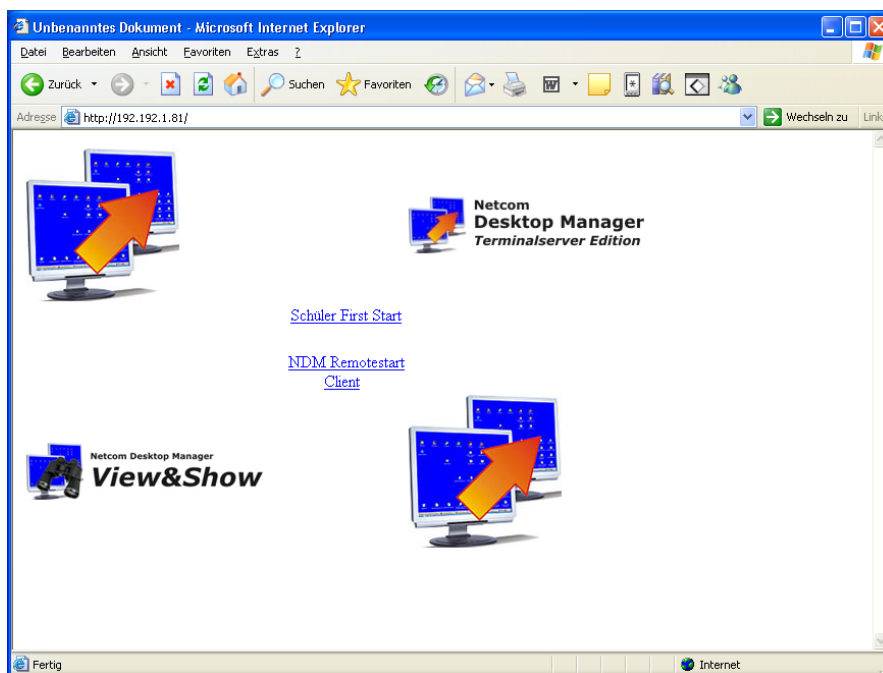 Unbenanntes Dokument - Microsoft Internet Explorer
Datei Bearbeiten Ansicht Favoriten Extras ?
Zurück Suchen Favoriten
Adresse http://192.192.1.81/ Wechseln zu Link
Netcom
Desktop Manager
Terminalserver Edition
Schüler First Start
NDM Remotestart
Client
Netcom Desktop Manager
View&Show
Fertig Internet